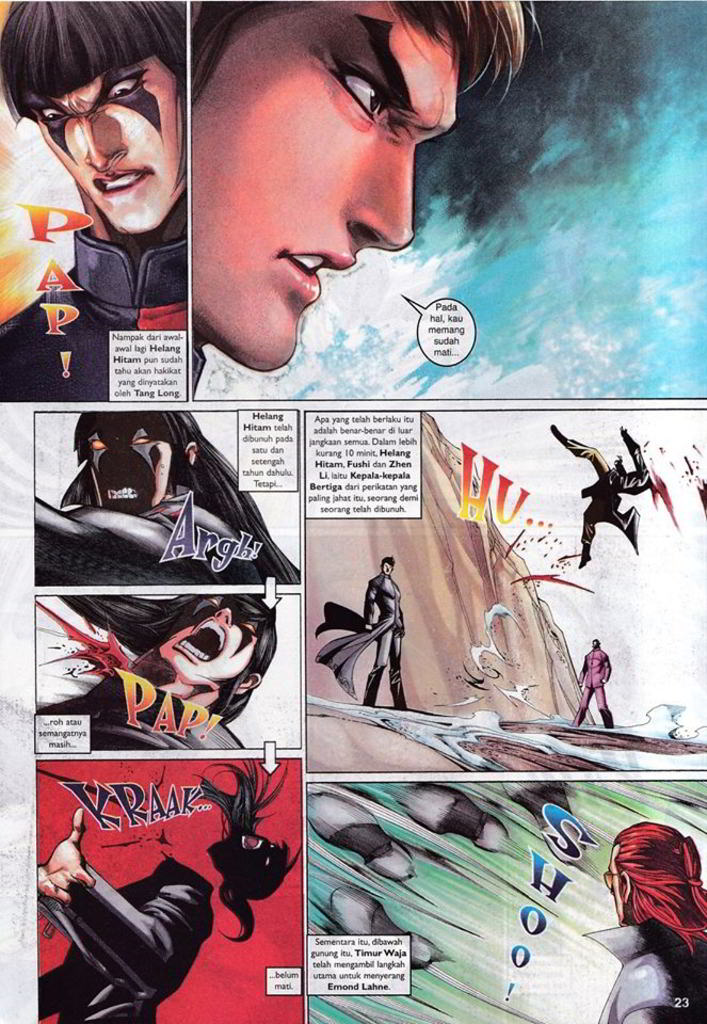 PAP!
Nampak dari awal-
awal lagi Helang
Hitam pun sudah
tahu akan hakikat
yang dinyatakan
oleh Tang Long.
Pada
hal, kau
memang
sudah
mati...
Helang
Hitam telah
dibunuh pada
satu dan
setengah
tahun dahulu.
Tetapi...
Argh!
...roh atau
semangatnya
masih...
PAP!
KRAAK...
...belum
mati.
Apa yang telah berlaku itu
adalah benar-benar di luar
jangkaan semua. Dalam lebih
kurang 10 minit, Helang
Hitam, Fushi dan Zhen
Li, iaitu Kepala-kepala
Bertiga dari perikatan yang
paling jahat itu, seorang demi
seorang telah dibunuh.
HU...
SHOO!
Sementara itu, dibawah
gunung itu, Timur Waja
telah mengambil langkah
utama untuk menyerang
Emond Lahne.
23